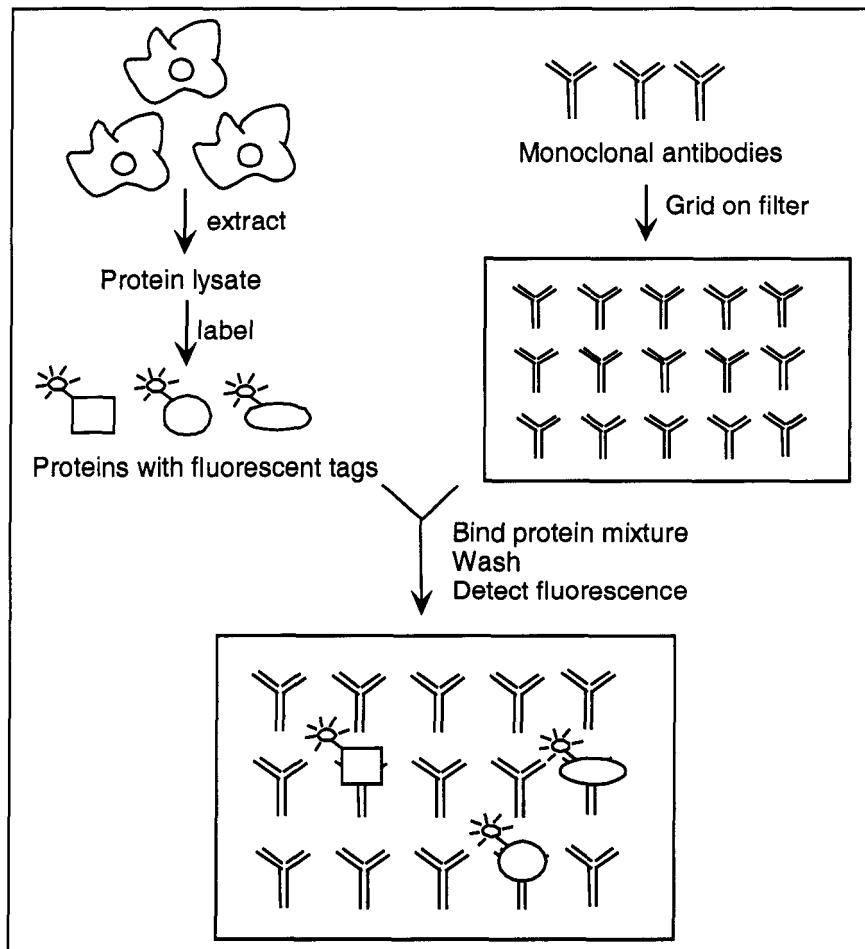 extract
Protein lysate
label
Proteins with fluorescent tags
Monoclonal antibodies
Grid on filter
Bind protein mixture
Wash
Detect fluorescence